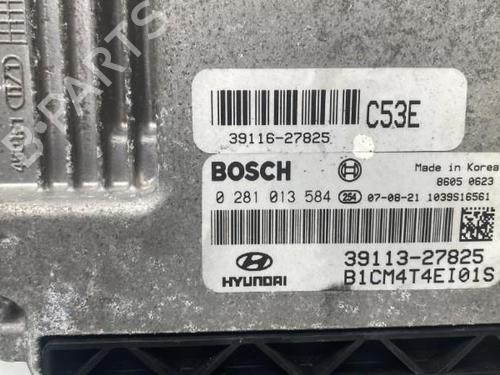 C53E
39116-27825
BOSCH
Made in Korea
8605 0623
0 281 013 584 254 07-08-21 1039S16561
HYUNDAI
39113-27825
B1CM4T4EI01S
B-PARTS